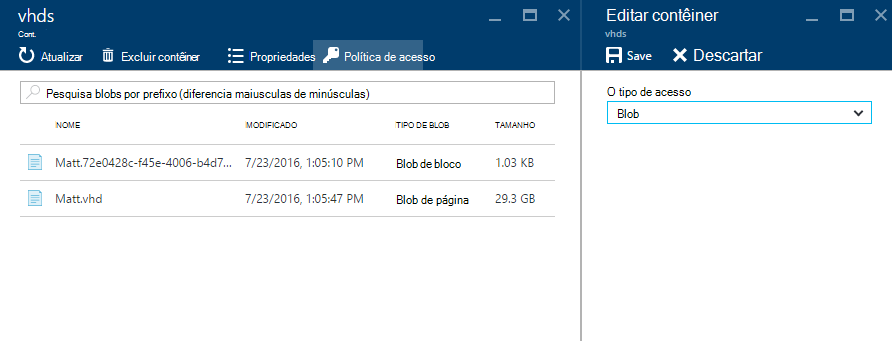 vhds
Cont.
Atualizar Excluir contêiner Propriedades Política de acesso
Pesquisa blobs por prefixo (diferencia maiusculas de minúsculas)
NOME MODIFICADO TIPO DE BLOB TAMANHO
Matt.72e0428c-f45e-4006-b4d7... 7/23/2016, 1:05:10 PM Blob de bloco 1.03 KB
Matt.vhd 7/23/2016, 1:05:47 PM Blob de página 29.3 GB
Editar contêiner
vhds
Save Descartar
O tipo de acesso
Blob